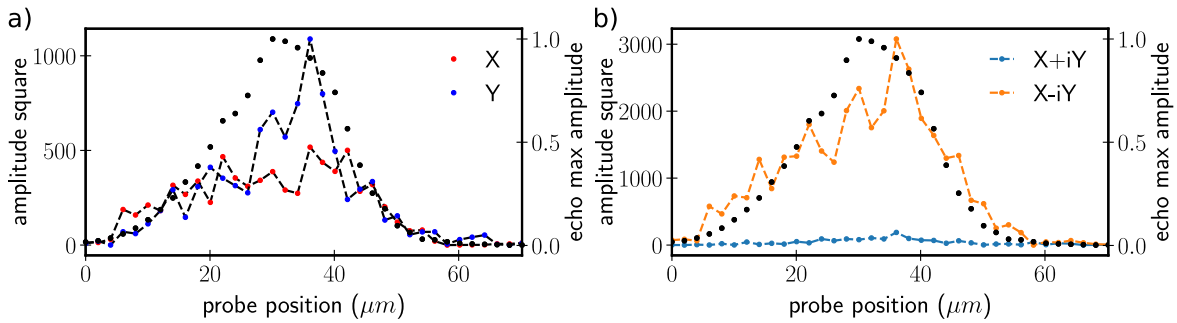 a)
amplitude square
1000
500
0
X
Y
1.0
0.5
0.0
echo max amplitude
0 20 40 60
probe position (μm)
b)
amplitude square
3000
2000
1000
0
X+iY
X-iY
1.0
0.5
0.0
echo max amplitude
0 20 40 60
probe position (μm)